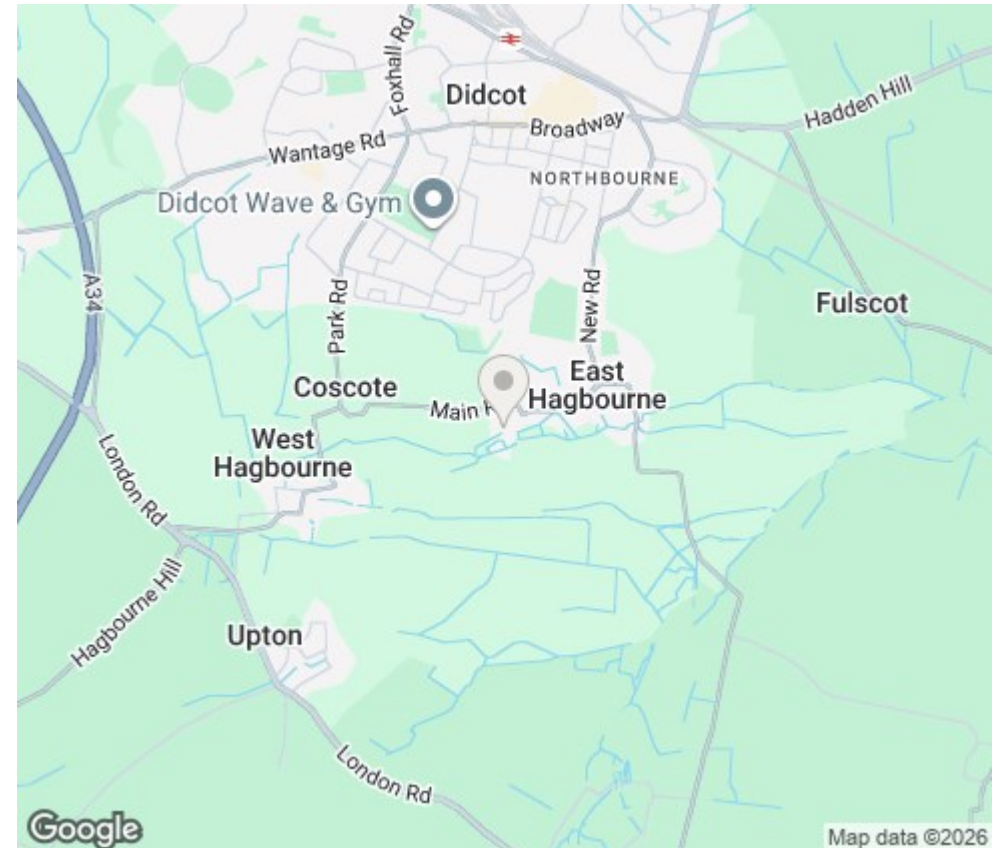 Foxhall Rd
Didcot
Hadden Hill
Broadway
Wantage Rd
NORTHBOURNE
Didcot Wave & Gym
A34
Park Rd
New Rd
Fulscot
East
Hagbourne
Coscote
Main R
West
Hagbourne
London Rd
Hagbourne Hill
Upton
London Rd
Google
Map data ©2026